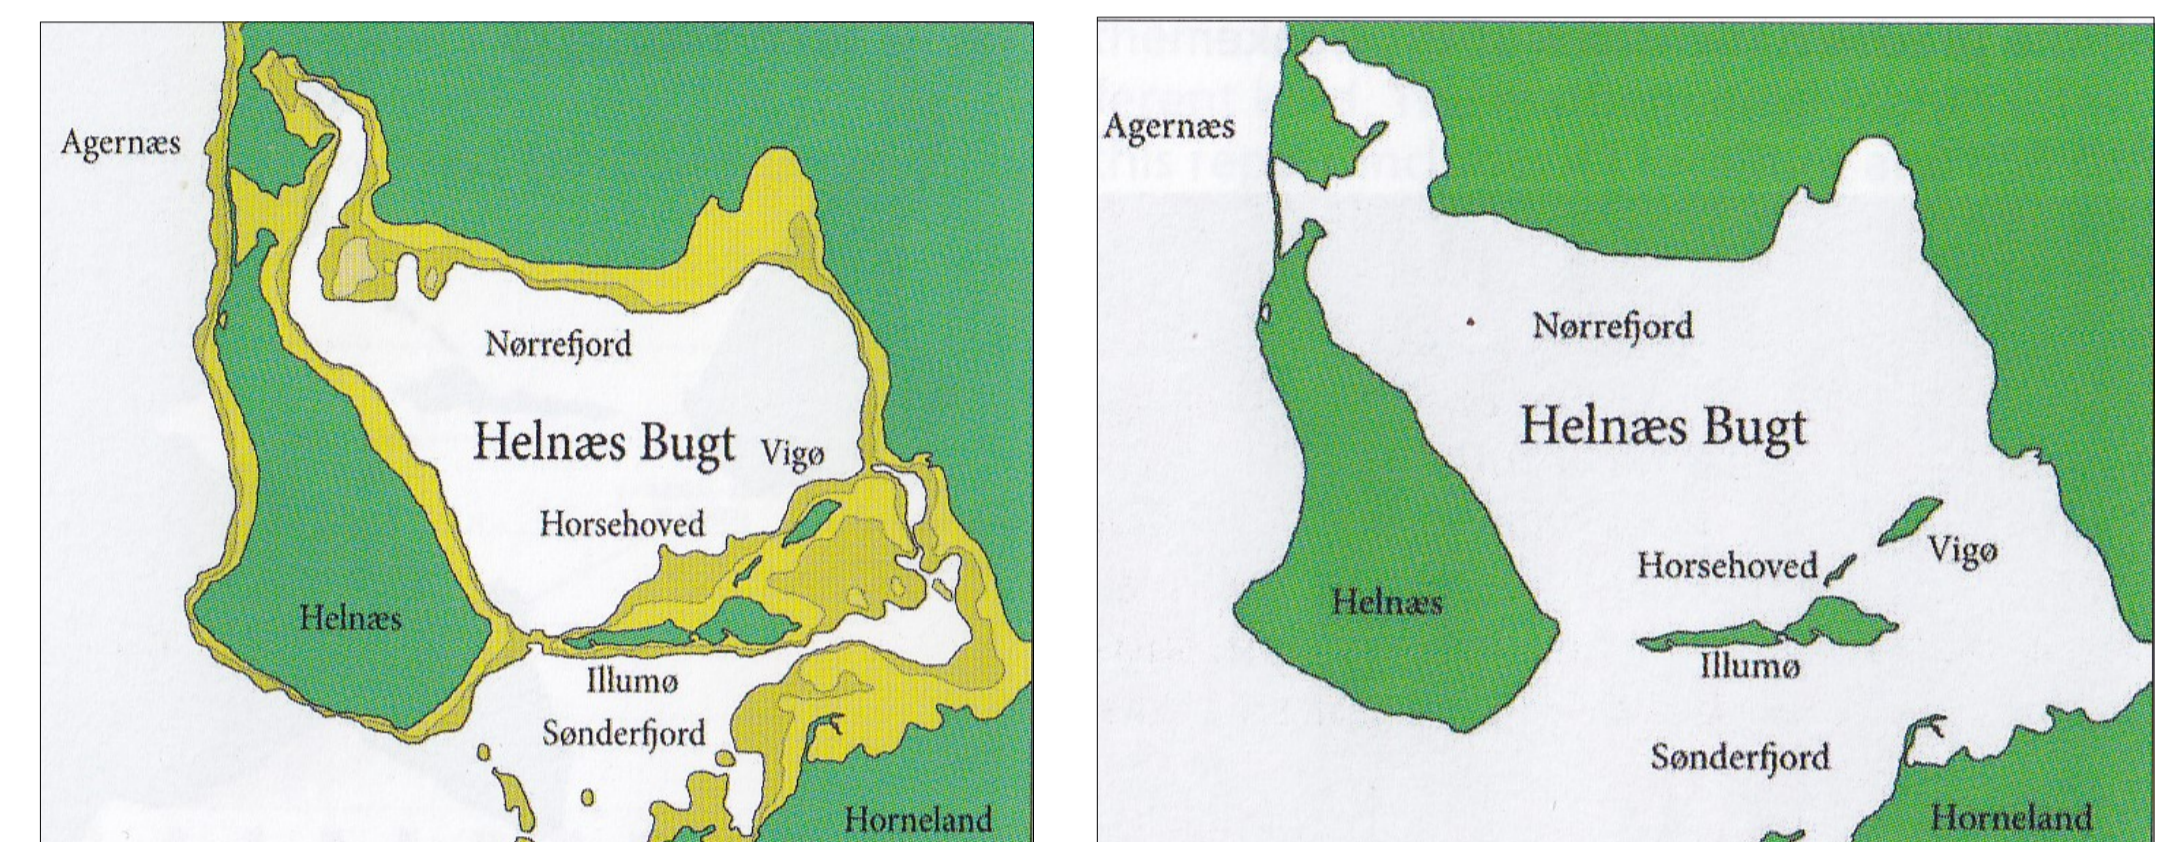 Agernæs
Nørrefjord
Helnæs Bugt
Vigø
Horsehoved
Helnæs
Illumø
Sønderfjord
Horneland
Agernæs
Nørrefjord
Helnæs Bugt
Vigø
Horsehoved
Helnæs
Illumø
Sønderfjord
Horneland